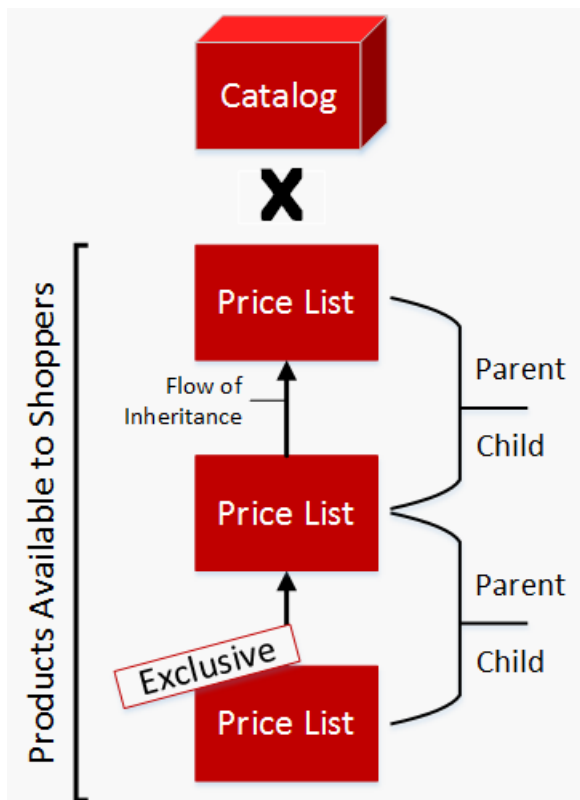 Catalog
X
Products Available to Shoppers
Price List
Flow of
Inheritance
Parent
Child
Price List
Parent
Child
Exclusive
Price List